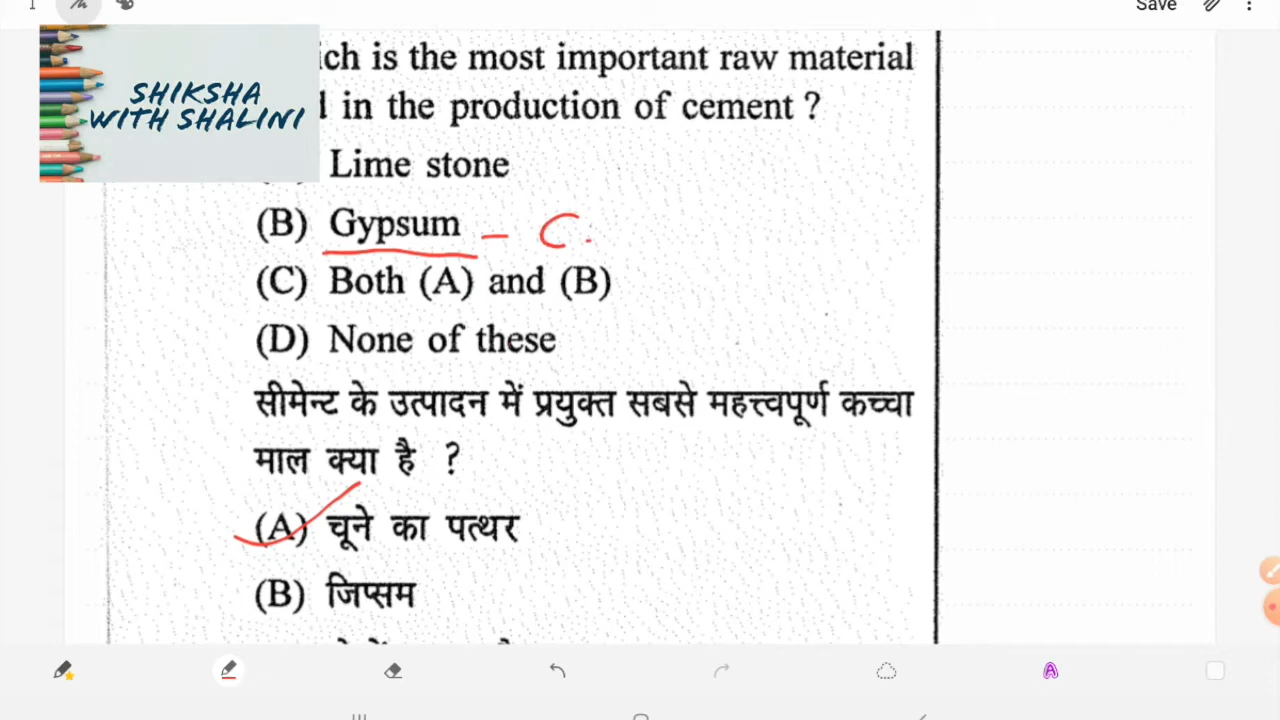 Save
SHIKSHA
WITH SHALINI
is the most important raw material
in the production of cement ?
Lime stone
(B) Gypsum - C.
(C) Both (A) and (B)
(D) None of these
सीमेन्ट के उत्पादन में प्रयुक्त सबसे महत्त्वपूर्ण कच्चा
माल क्या है ?
(A) चूने का पत्थर
(B) जिप्सम